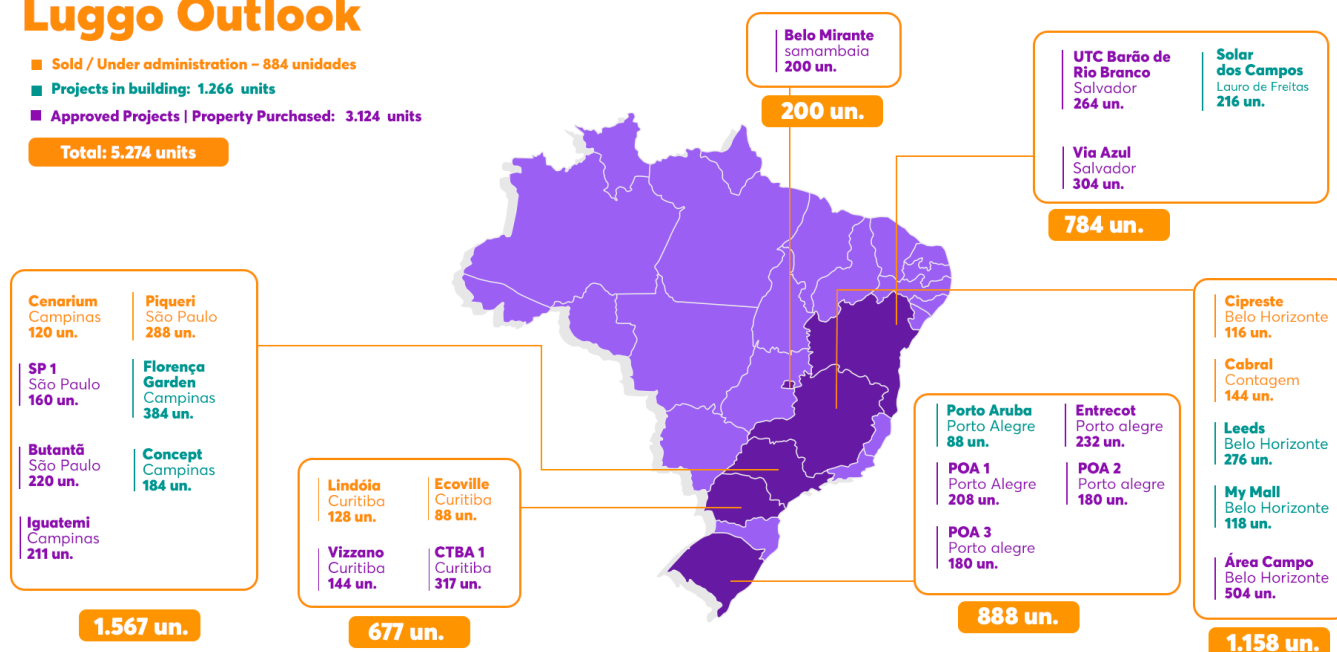 Luggo Outlook
Sold / Under administration – 884 unidades
Projects in building: 1.266 units
Approved Projects | Property Purchased: 3.124 units
Total: 5.274 units
Belo Mirante
samambaia
200 un.
200 un.
UTC Barão de
Rio Branco
Salvador
264 un.
Solar
dos Campos
Lauro de Freitas
216 un.
Via Azul
Salvador
304 un.
784 un.
Cenarium
Campinas
120 un.
Piqueri
São Paulo
288 un.
SP 1
São Paulo
160 un.
Florença
Garden
Campinas
384 un.
Butantã
São Paulo
220 un.
Concept
Campinas
184 un.
Iguatemi
Campinas
211 un.
1.567 un.
Lindóia
Curitiba
128 un.
Ecoville
Curitiba
88 un.
Vizzano
Curitiba
144 un.
CTBA 1
Curitiba
317 un.
677 un.
Porto Aruba
Porto Alegre
88 un.
Entrecot
Porto alegre
232 un.
POA 1
Porto Alegre
208 un.
POA 2
Porto alegre
180 un.
POA 3
Porto alegre
180 un.
888 un.
Cipreste
Belo Horizonte
116 un.
Cabral
Contagem
144 un.
Leeds
Belo Horizonte
276 un.
My Mall
Belo Horizonte
118 un.
Área Campo
Belo Horizonte
504 un.
1.158 un.